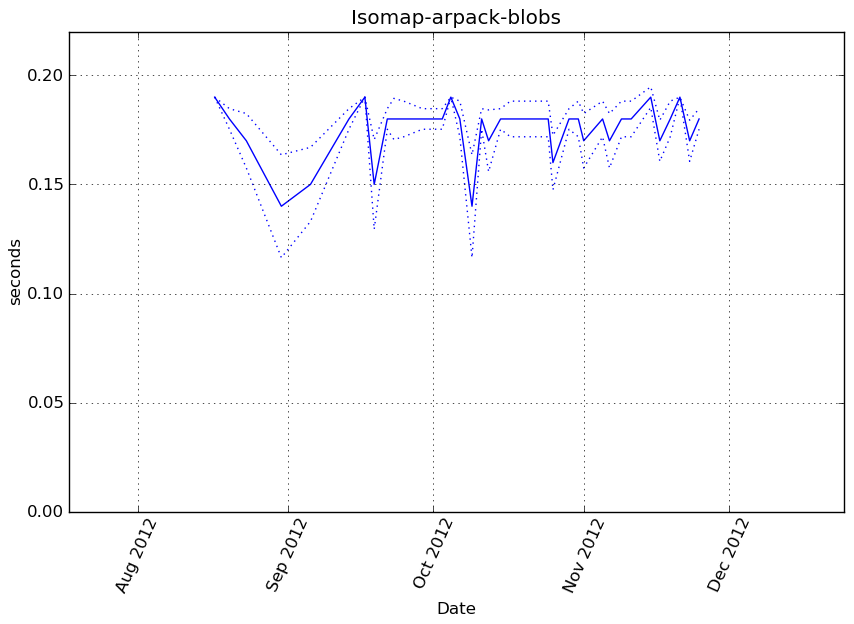 Isomap-arpack-blobs
0.20
0.15
0.10
0.05
0.00
seconds
Aug 2012
Sep 2012
Oct 2012
Nov 2012
Dec 2012
Date